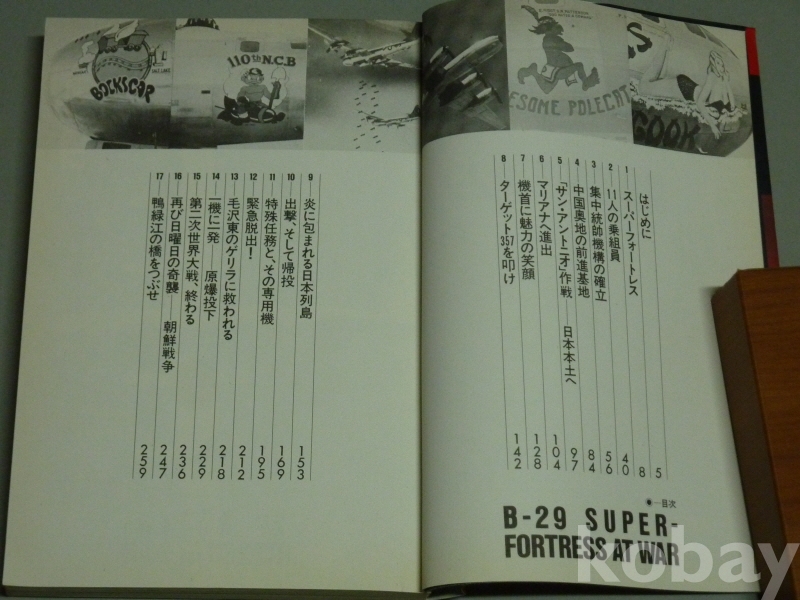 BOCKSCAR
110th N.C.B
ESOME POLECAT
COOK
はじめに 5
1 スーパーフォートレス 8
2 11人の乗組員 40
3 集中統帥機構の確立 56
4 中国奥地の前進基地 84
5 「サン・アントニオ」作戦——日本本土へ 97
6 マリアナへ進出 104
7 機首に魅力の笑顔 128
8 ターゲット357を叩け 142
●—目次
B-29 SUPER-
FORTRESS AT WAR
9 炎に包まれる日本列島 153
10 出撃、そして帰投 169
11 特殊任務と、その専用機 195
12 緊急脱出! 212
13 毛沢東のゲリラに救われる 218
14 一機に一発——原爆投下 229
15 第二次世界大戦、終わる 236
16 再び日曜日の奇襲——朝鮮戦争 247
17 鴨緑江の橋をつぶせ 259
kobay